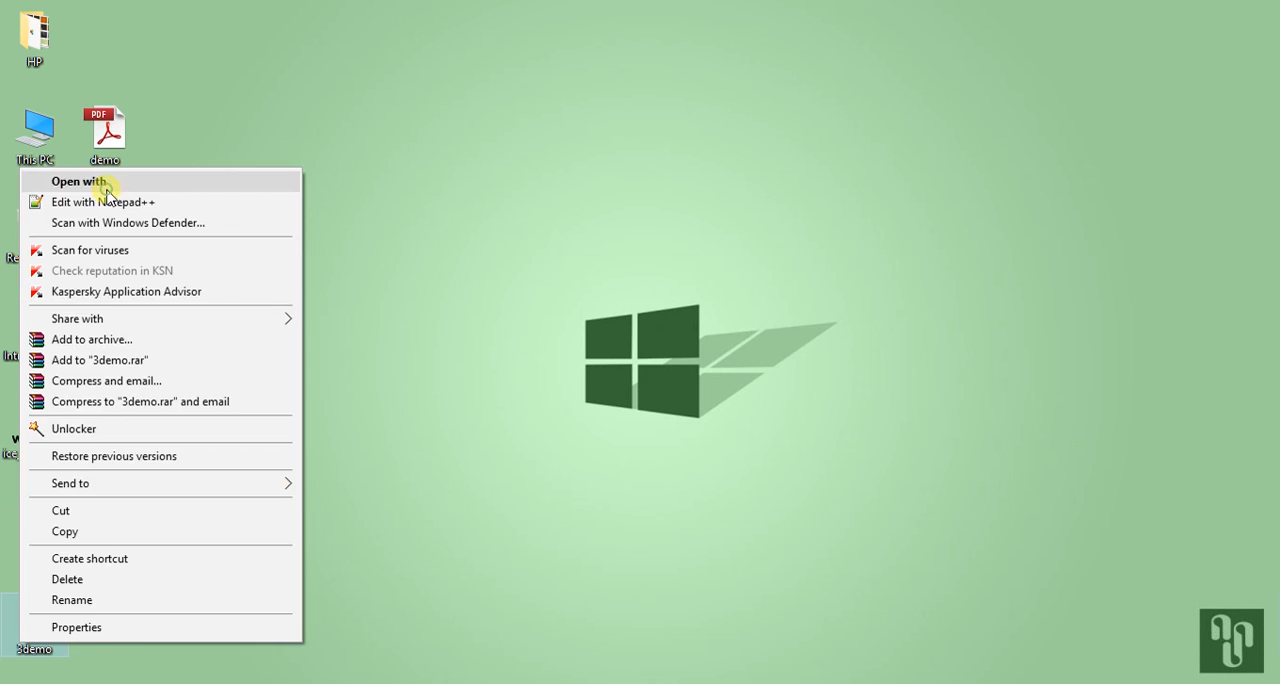 HP
PDF
This PC
demo
Open with
Edit with Notepad++
Scan with Windows Defender...
Re
Scan for viruses
Check reputation in KSN
Kaspersky Application Advisor
Share with
Add to archive...
Int
Add to "3demo.rar"
Compress and email...
Compress to "3demo.rar" and email
Unlocker
Restore previous versions
Send to
Cut
Copy
Create shortcut
Delete
Rename
Properties
3demo